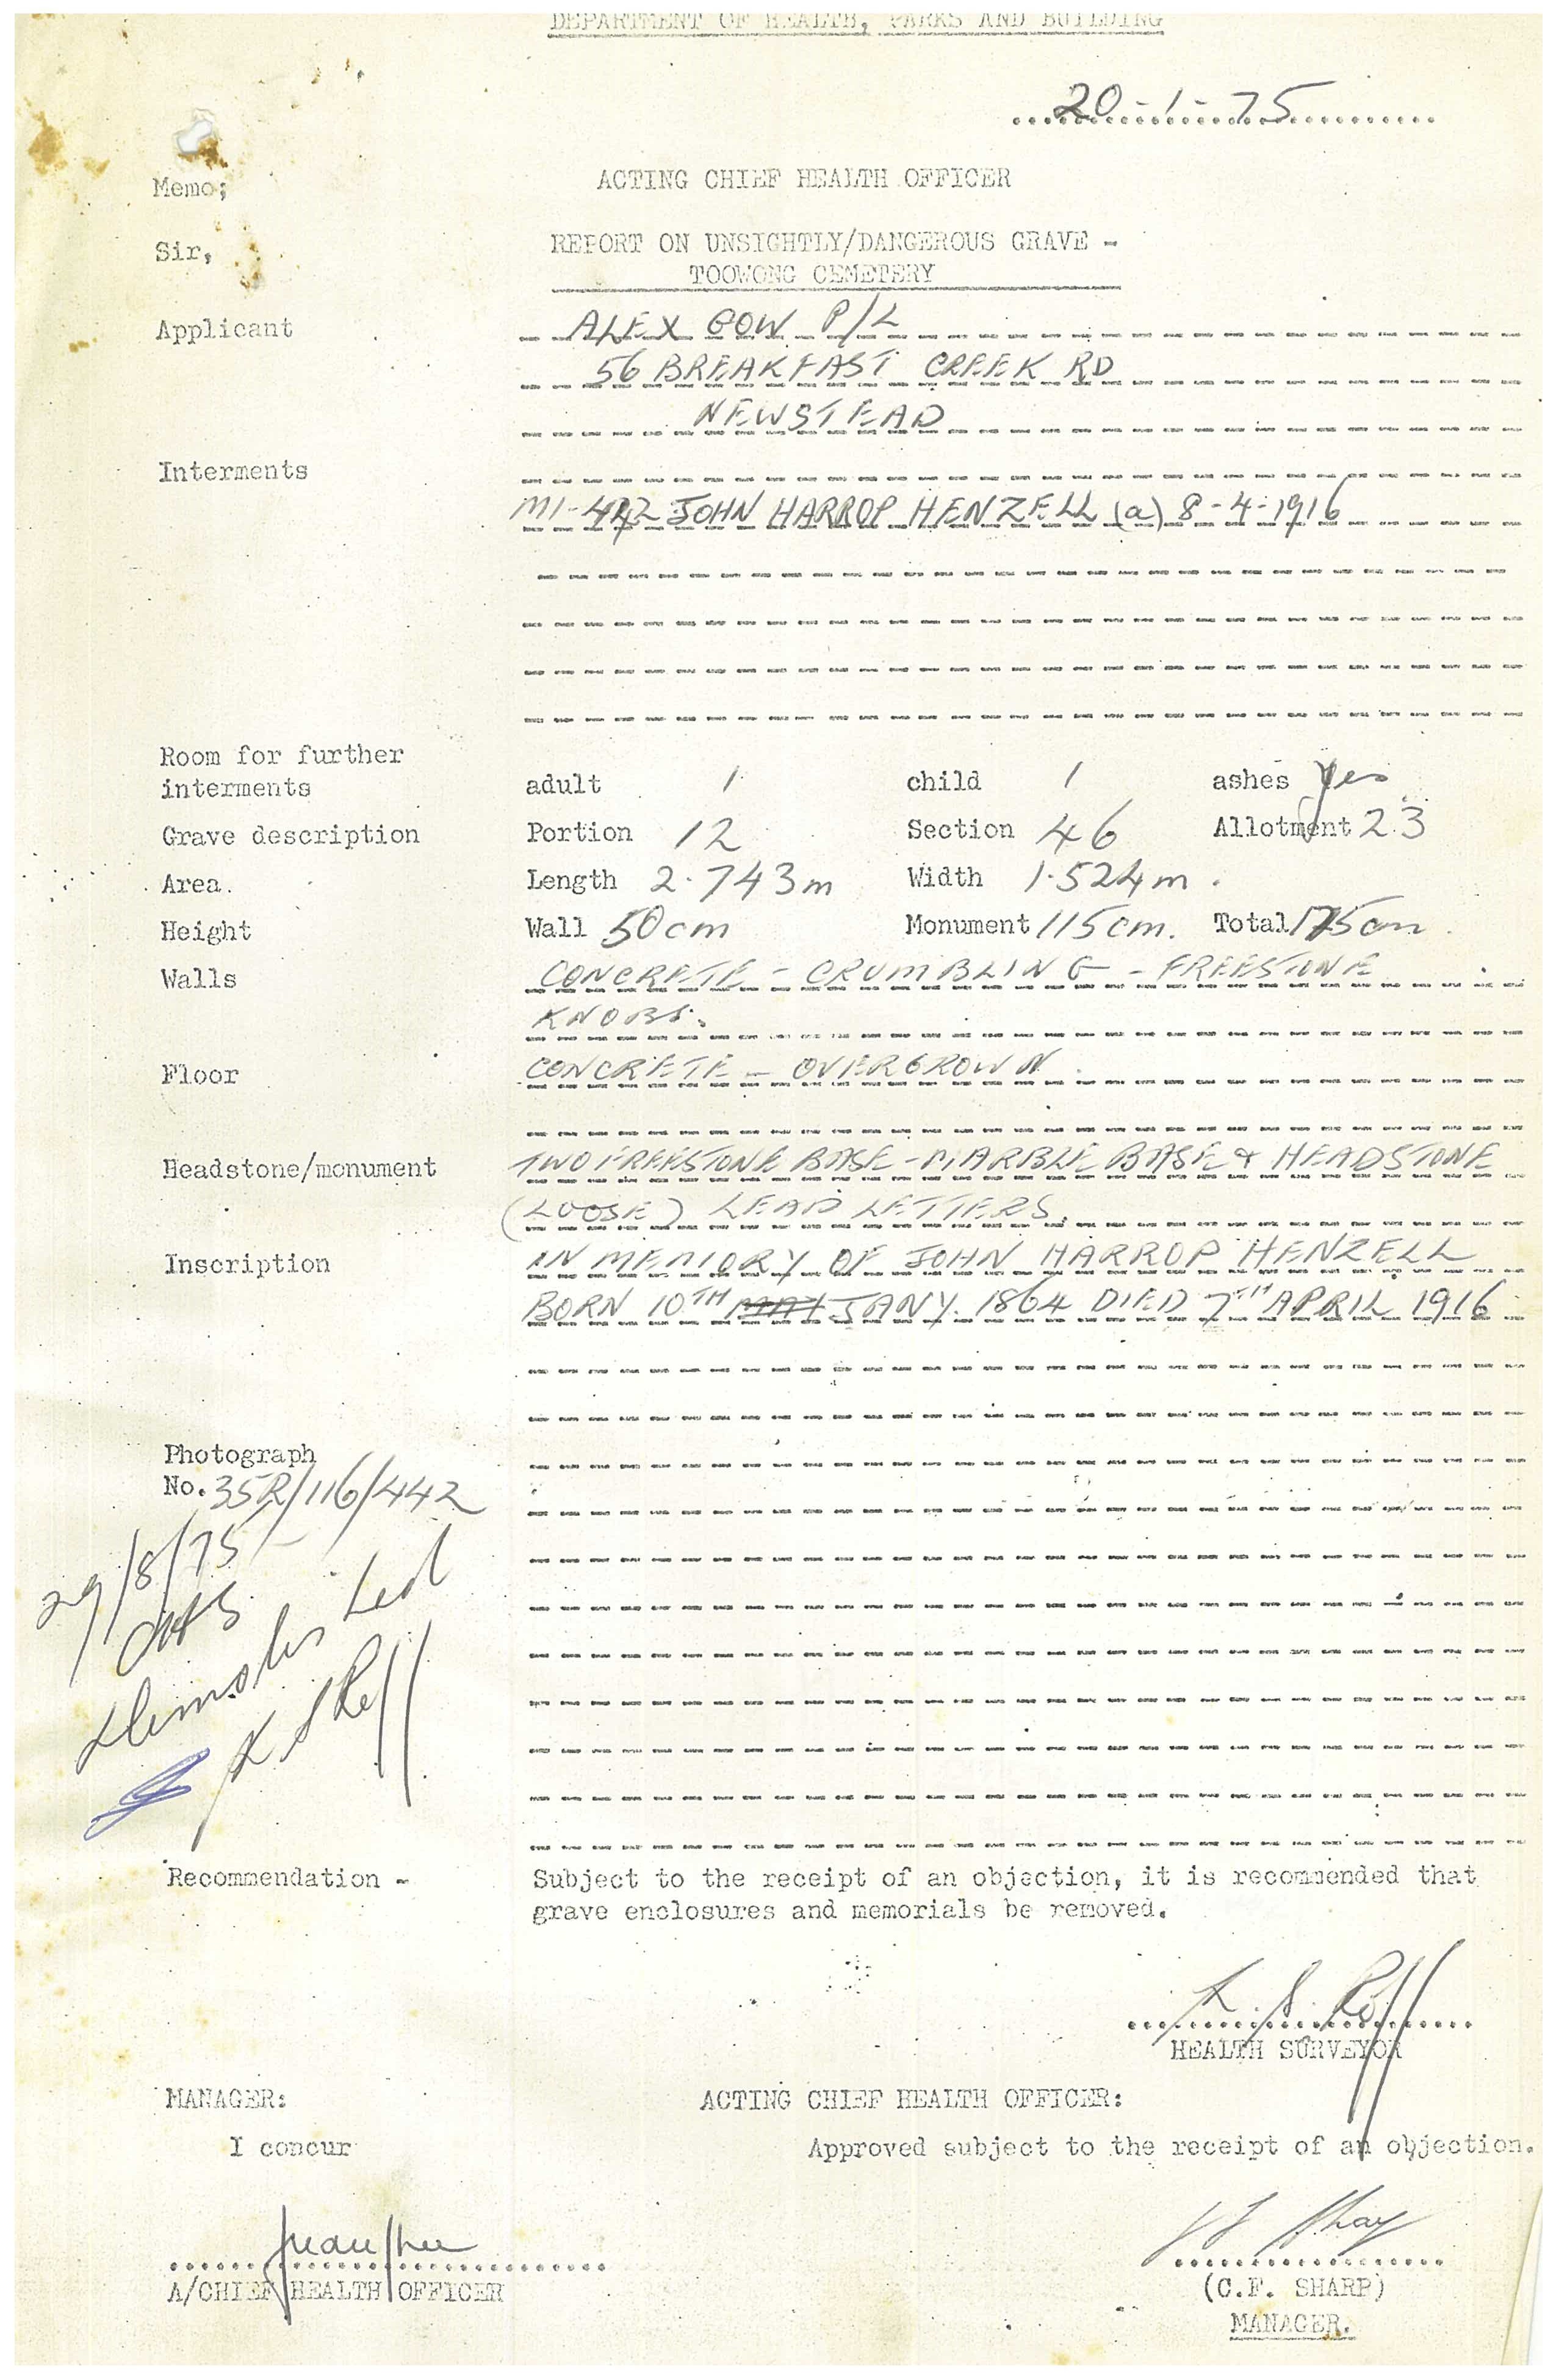 DEPARTMENT OF HEALTH, PARKS AND BUILDING
20-1-75
Memo; ACTING CHIEF HEALTH OFFICER
Sir, REPORT ON UNSIGHTLY/DANGEROUS GRAVE -
TOOWONG CEMETERY
Applicant ALEX GOW P/L
56 BREAKFAST CREEK RD
NEWSTEAD
Interments
M1-442 JOHN HARROP HENZELL (a) 8-4-1916
Room for further
interments adult 1 child 1 ashes Yes
Grave description Portion 12 Section 46 Allotment 23
Area. Length 2.743m Width 1.524m.
Height Wall 50cm Monument 115cm. Total 175cm.
Walls CONCRETE - CRUMBLING - FREESTONE
KNOBS.
Floor CONCRETE - OVERGROWN
Headstone/monument TWO FREESTONE BASE - MARBLE BASE & HEADSTONE
(LOOSE) LEAD LETTERS.
Inscription IN MEMORY OF JOHN HARROP HENZELL
BORN 10TH MAY JANY. 1864 DIED 7TH APRIL 1916
Photograph
No. 35R/116/442
29/8/75
Recommendation - Subject to the receipt of an objection, it is recommended that
grave enclosures and memorials be removed.
HEALTH SURVEYOR
MANAGER: ACTING CHIEF HEALTH OFFICER:
I concur Approved subject to the receipt of an objection.
A/CHIEF HEALTH OFFICER (C.F. SHARP)
MANAGER.